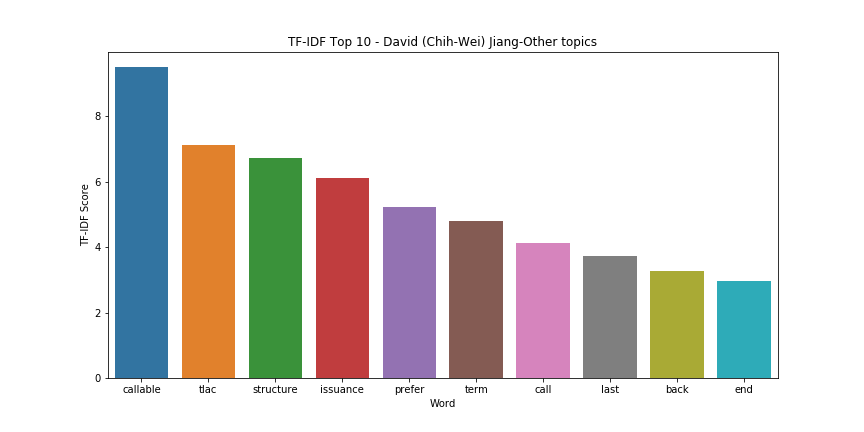 TF-IDF Top 10 - David (Chih-Wei) Jiang-Other topics
TF-IDF Score
8
6
4
2
0
callable tlac structure issuance prefer term call last back end
Word